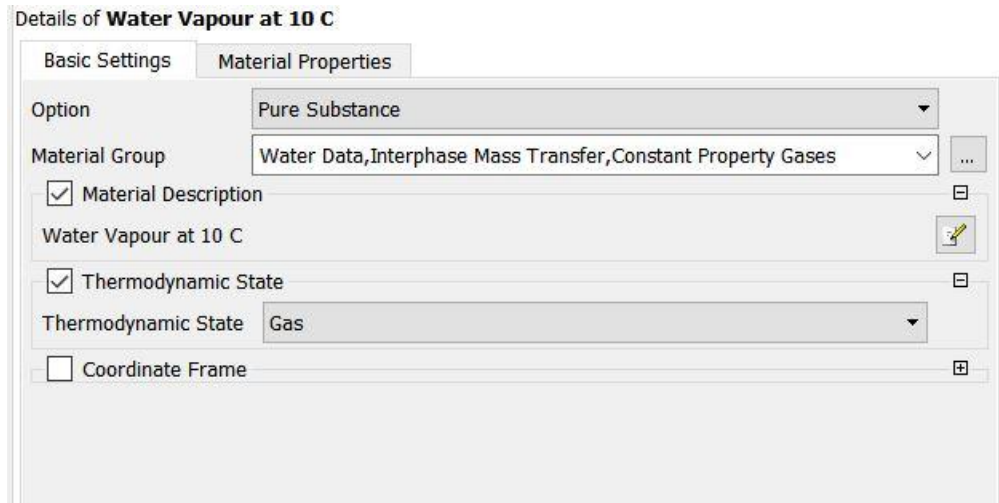 Details of Water Vapour at 10 C
Basic Settings Material Properties
Option Pure Substance
Material Group Water Data,Interphase Mass Transfer,Constant Property Gases ...
Material Description
Water Vapour at 10 C
Thermodynamic State
Thermodynamic State Gas
Coordinate Frame